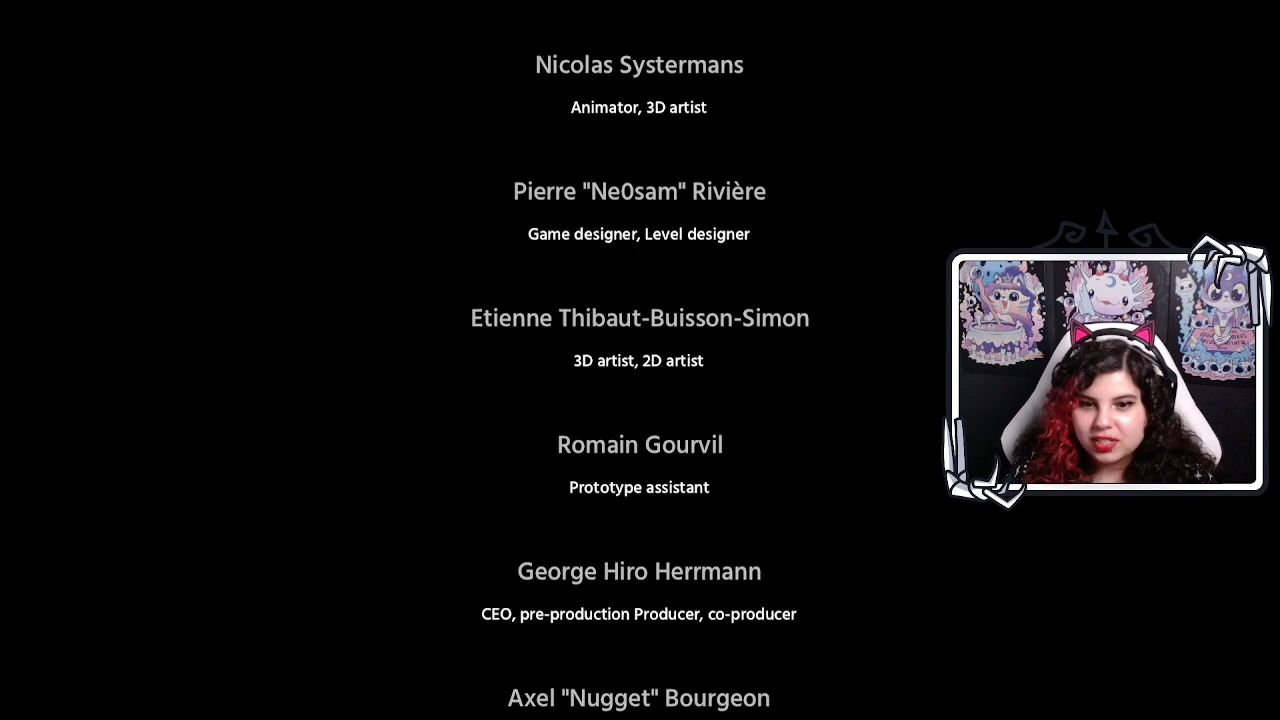 Nicolas Systermans
Animator, 3D artist
Pierre "Ne0sam" Rivière
Game designer, Level designer
Etienne Thibaut-Buisson-Simon
3D artist, 2D artist
Romain Gourvil
Prototype assistant
George Hiro Herrmann
CEO, pre-production Producer, co-producer
Axel "Nugget" Bourgeon